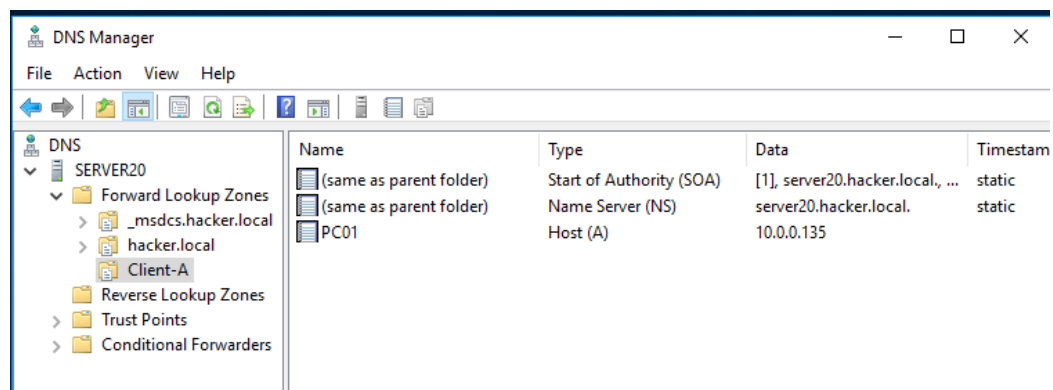 DNS Manager
File Action View Help
DNS
SERVER20
Forward Lookup Zones
_msdcs.hacker.local
hacker.local
Client-A
Reverse Lookup Zones
Trust Points
Conditional Forwarders
Name Type Data Timestam
(same as parent folder) Start of Authority (SOA) [1], server20.hacker.local., ... static
(same as parent folder) Name Server (NS) server20.hacker.local. static
PC01 Host (A) 10.0.0.135